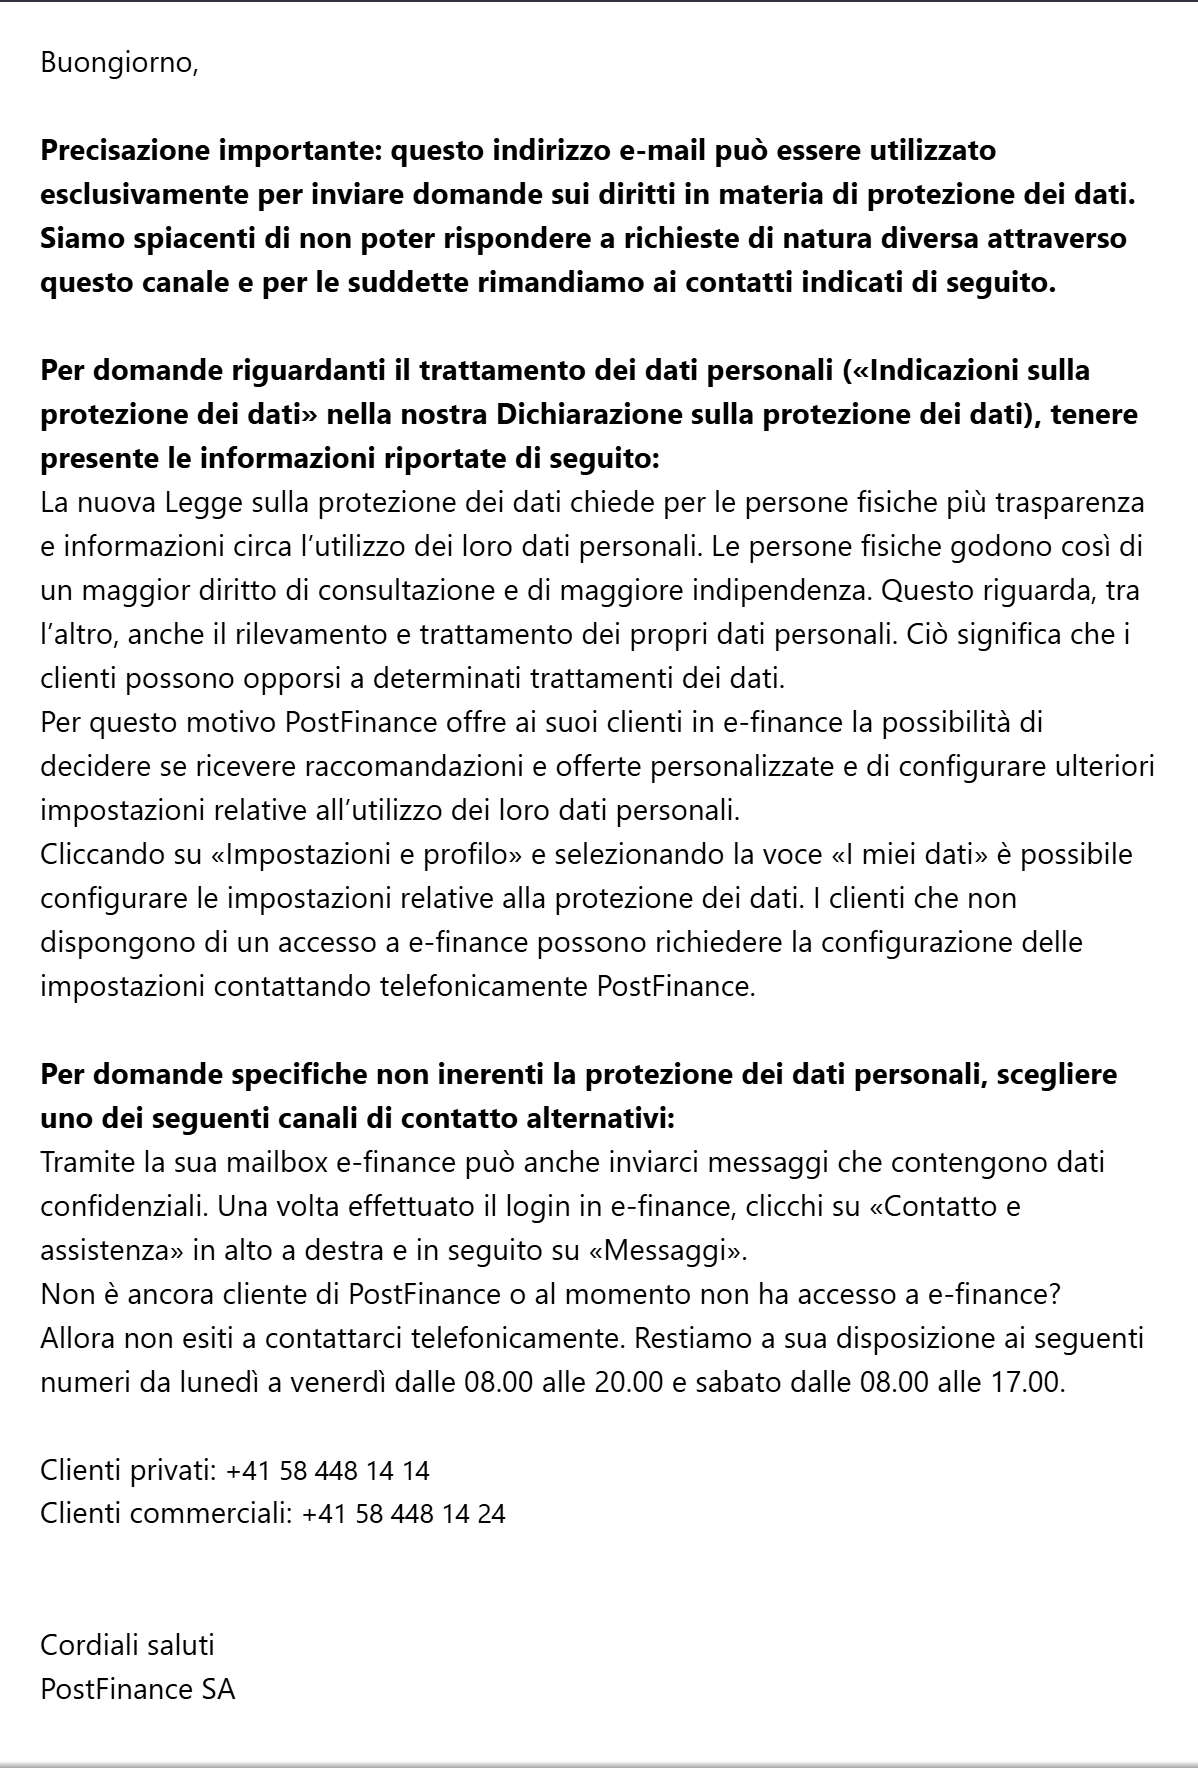 Buongiorno,
Precisazione importante: questo indirizzo e-mail può essere utilizzato
esclusivamente per inviare domande sui diritti in materia di protezione dei dati.
Siamo spiacenti di non poter rispondere a richieste di natura diversa attraverso
questo canale e per le suddette rimandiamo ai contatti indicati di seguito.
Per domande riguardanti il trattamento dei dati personali («Indicazioni sulla
protezione dei dati» nella nostra Dichiarazione sulla protezione dei dati), tenere
presente le informazioni riportate di seguito:
La nuova Legge sulla protezione dei dati chiede per le persone fisiche più trasparenza
e informazioni circa l’utilizzo dei loro dati personali. Le persone fisiche godono così di
un maggior diritto di consultazione e di maggiore indipendenza. Questo riguarda, tra
l’altro, anche il rilevamento e trattamento dei propri dati personali. Ciò significa che i
clienti possono opporsi a determinati trattamenti dei dati.
Per questo motivo PostFinance offre ai suoi clienti in e-finance la possibilità di
decidere se ricevere raccomandazioni e offerte personalizzate e di configurare ulteriori
impostazioni relative all’utilizzo dei loro dati personali.
Cliccando su «Impostazioni e profilo» e selezionando la voce «I miei dati» è possibile
configurare le impostazioni relative alla protezione dei dati. I clienti che non
dispongono di un accesso a e-finance possono richiedere la configurazione delle
impostazioni contattando telefonicamente PostFinance.
Per domande specifiche non inerenti la protezione dei dati personali, scegliere
uno dei seguenti canali di contatto alternativi:
Tramite la sua mailbox e-finance può anche inviarci messaggi che contengono dati
confidenziali. Una volta effettuato il login in e-finance, clicchi su «Contatto e
assistenza» in alto a destra e in seguito su «Messaggi».
Non è ancora cliente di PostFinance o al momento non ha accesso a e-finance?
Allora non esiti a contattarci telefonicamente. Restiamo a sua disposizione ai seguenti
numeri da lunedì a venerdì dalle 08.00 alle 20.00 e sabato dalle 08.00 alle 17.00.
Clienti privati: +41 58 448 14 14
Clienti commerciali: +41 58 448 14 24
Cordiali saluti
PostFinance SA